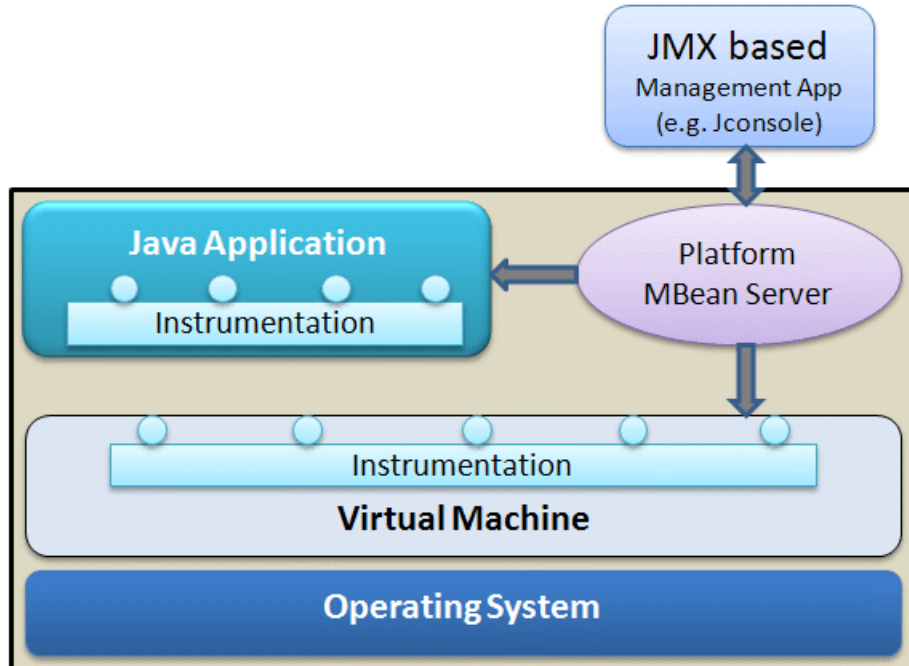 JMX based
Management App
(e.g. Jconsole)
Java Application
Instrumentation
Platform
MBean Server
Instrumentation
Virtual Machine
Operating System